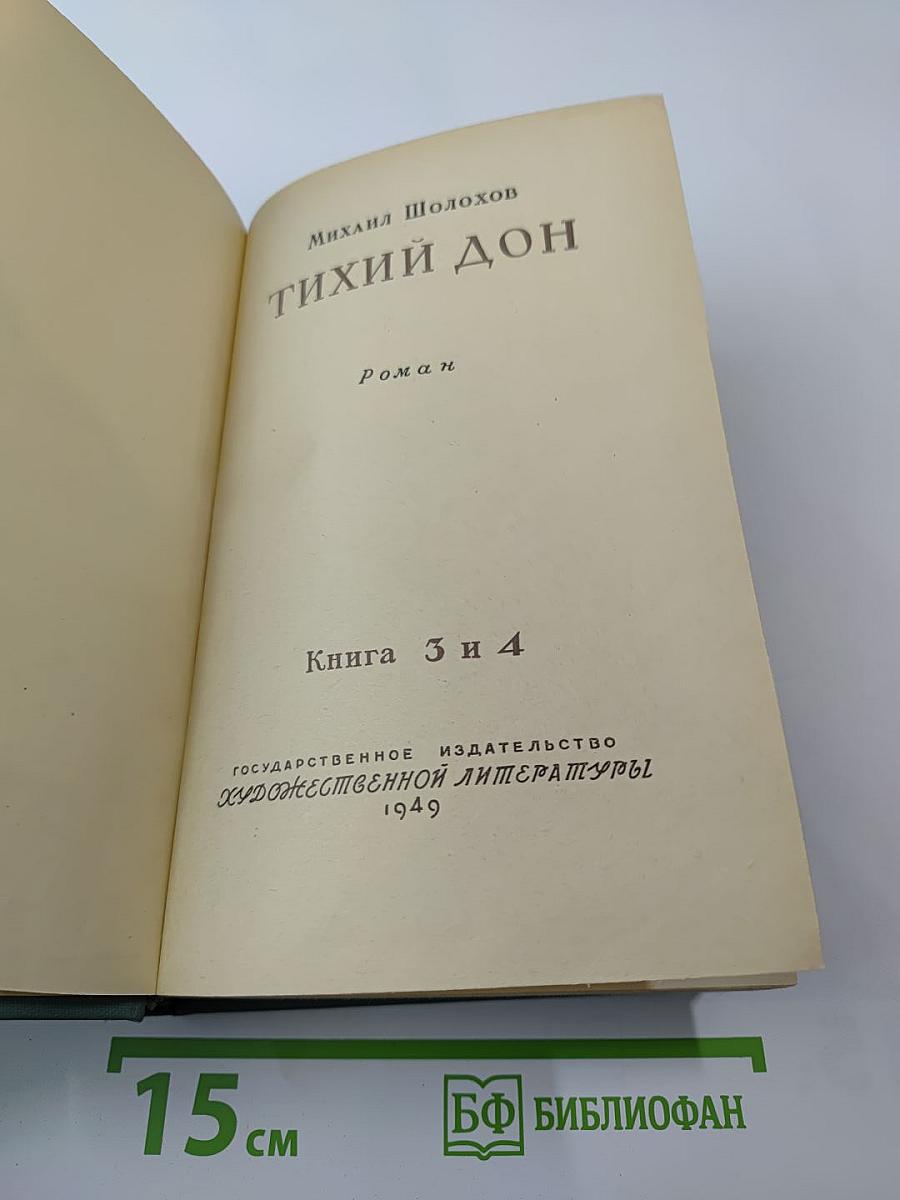 Михаил Шолохов
ТИХИЙ ДОН
Роман
Книга 3 и 4
ГОСУДАРСТВЕННОЕ ИЗДАТЕЛЬСТВО
ХУДОЖЕСТВЕННОЙ ЛИТЕРАТУРЫ
1949
15 см
БФ БИБЛИОФАН